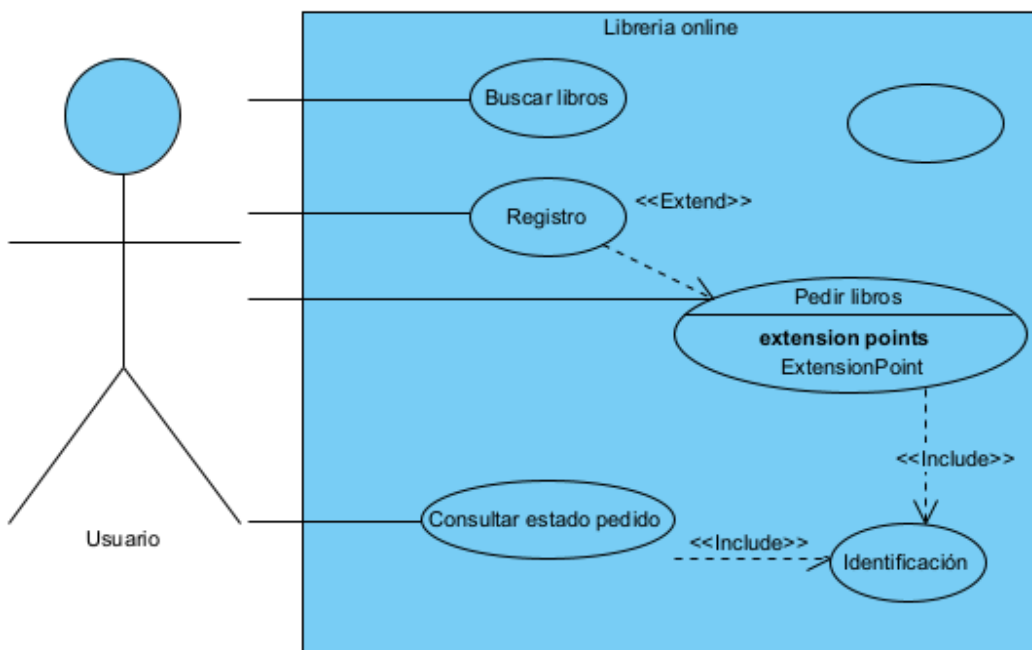 Libreria online
Buscar libros
Registro
<<Extend>>
Pedir libros
extension points
ExtensionPoint
<<Include>>
Consultar estado pedido
<<Include>>
Identificación
Usuario